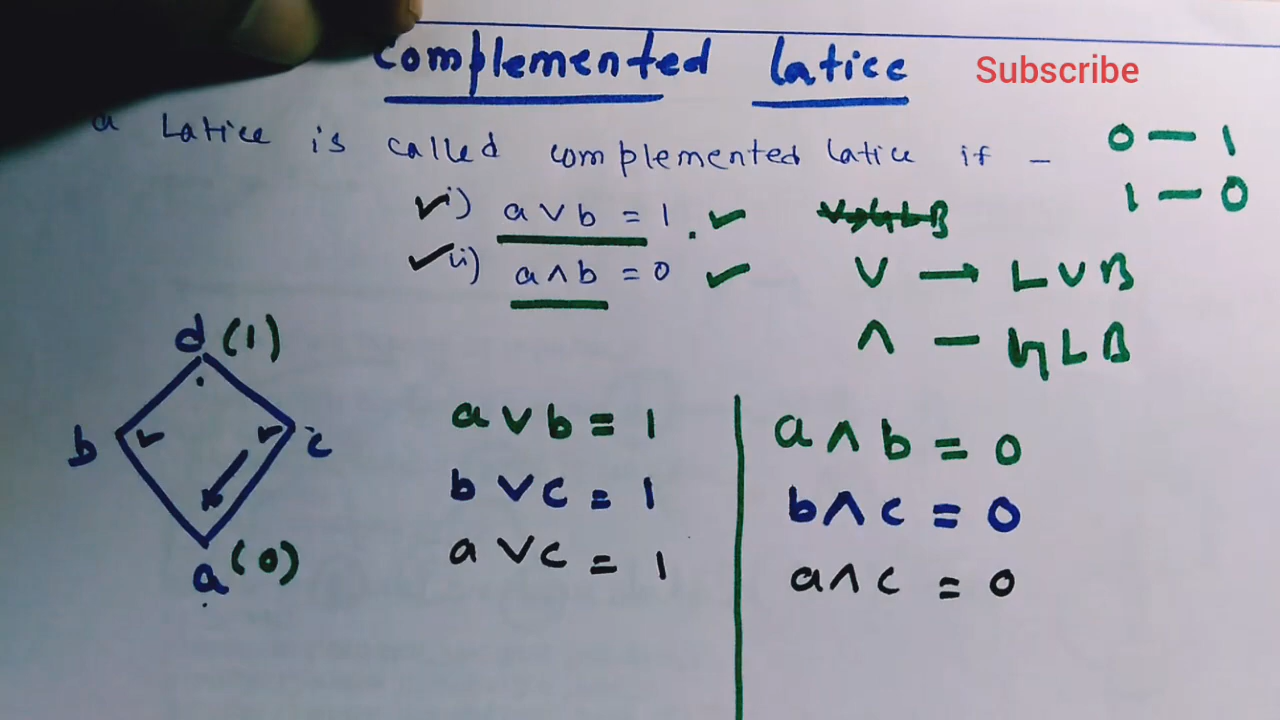 Complemented Latice
Subscribe
a Latice is called complemented latice if –
0 — 1
1 — 0
i) a ∨ b = 1
ii) a ∧ b = 0
∨ → LUB
∧ — GLB
d (1)
b
c
a (0)
a ∨ b = 1
b ∨ c = 1
a ∨ c = 1
a ∧ b = 0
b ∧ c = 0
a ∧ c = 0